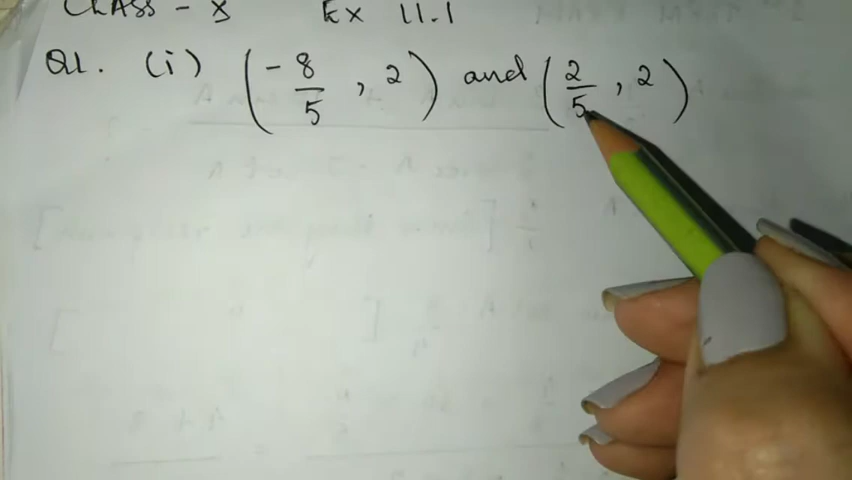 CLASS - X Ex 11.1
Q1. (i) (-8/5, 2) and (2/5, 2)